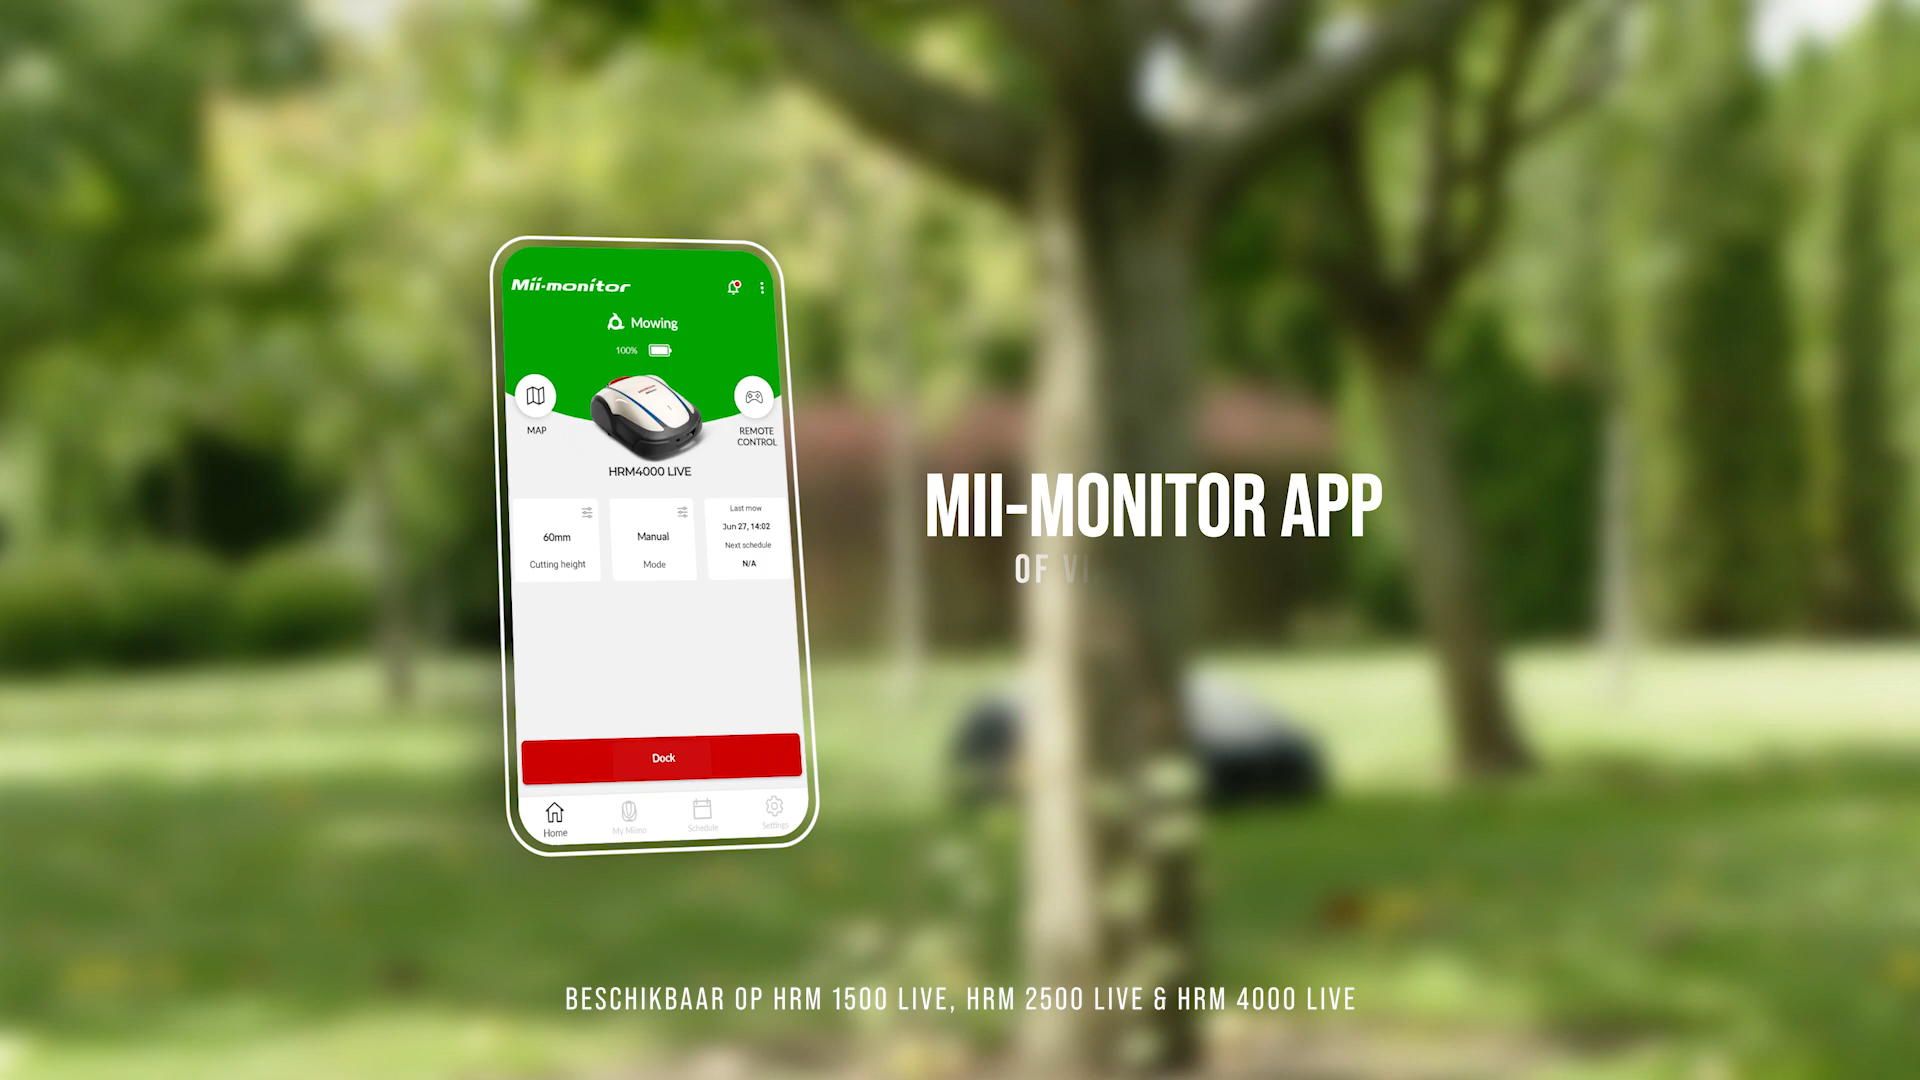 Mii-monitor
Mowing
100%
MAP
REMOTE
CONTROL
HRM4000 LIVE
60mm
Cutting height
Manual
Mode
Last mow
Jun 27, 14:02
Next schedule
N/A
Dock
Home
My Miimo
Schedule
Settings
MII-MONITOR APP
OF VI
BESCHIKBAAR OP HRM 1500 LIVE, HRM 2500 LIVE & HRM 4000 LIVE